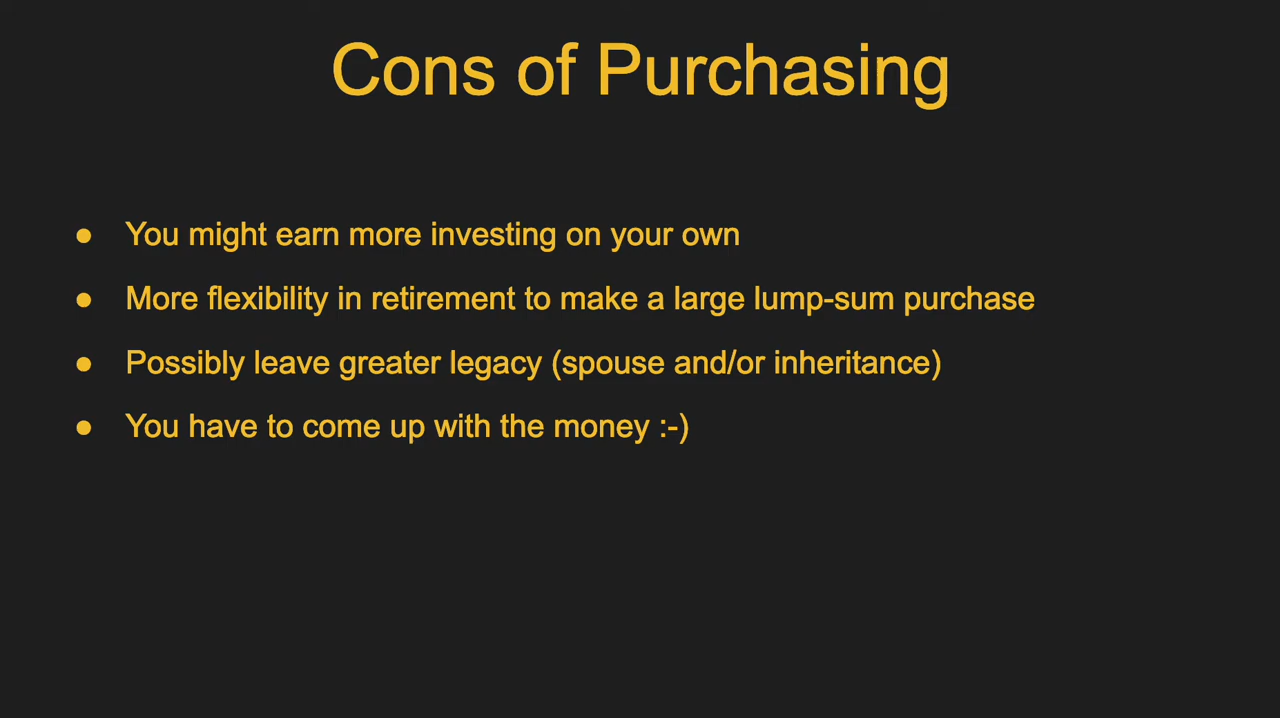 Cons of Purchasing
● You might earn more investing on your own
● More flexibility in retirement to make a large lump-sum purchase
● Possibly leave greater legacy (spouse and/or inheritance)
● You have to come up with the money :-)